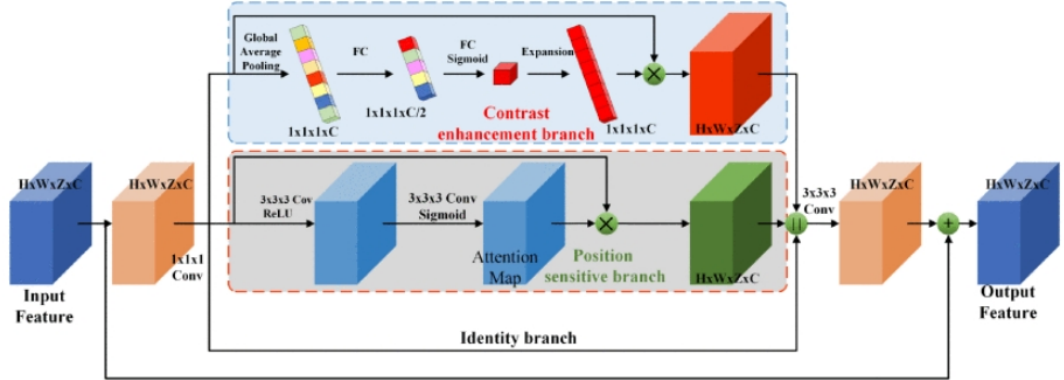 Global
Average
Pooling
FC
FC
Sigmoid
Expansion
1x1x1xC
1x1x1xC/2
Contrast
enhancement branch
1x1x1xC
HxWxZxC
HxWxZxC
HxWxZxC
3x3x3 Cov
ReLU
3x3x3 Conv
Sigmoid
3x3x3
Conv
HxWxZxC
HxWxZxC
1x1x1
Conv
Attention
Map
Position
sensitive branch
HxWxZxC
Input
Feature
Output
Feature
Identity branch